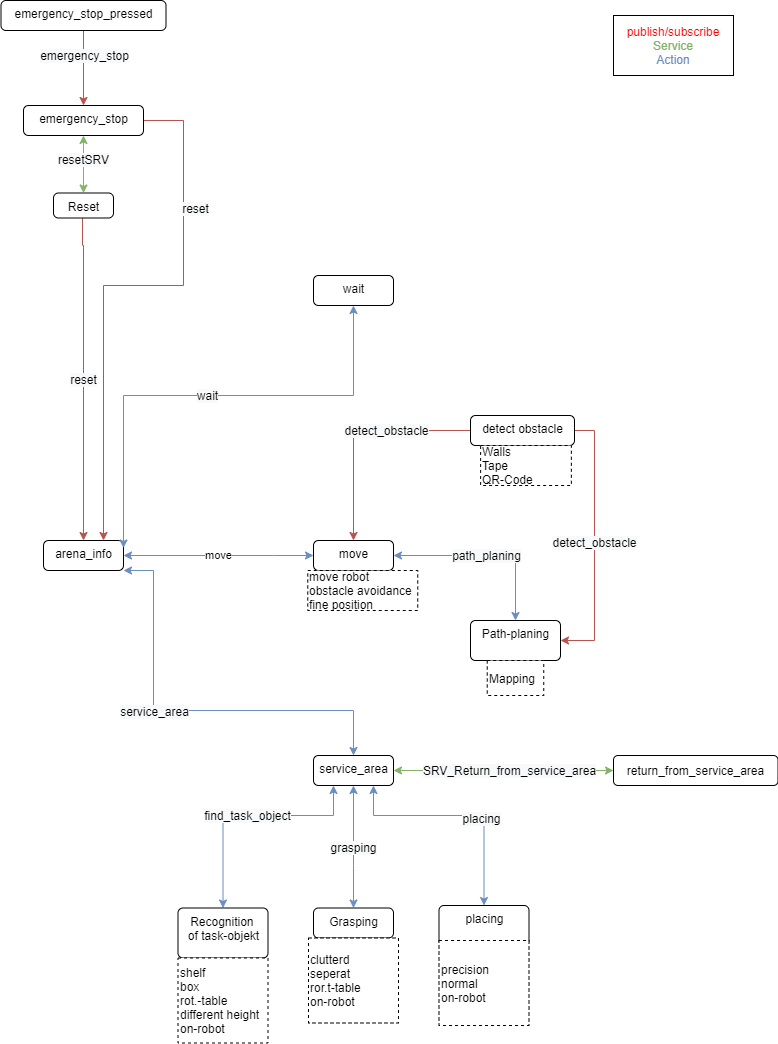 emergency_stop_pressed
publish/subscribe
Service
Action
emergency_stop
emergency_stop
resetSRV
Reset
reset
wait
reset
wait
detect_obstacle
detect obstacle
Walls
Tape
QR-Code
detect_obstacle
arena_info
move
move
path_planing
move robot
obstacle avoidance
fine position
Path-planing
Mapping
service_area
service_area
SRV_Return_from_service_area
return_from_service_area
find_task_object
placing
grasping
Recognition
of task-objekt
Grasping
placing
shelf
box
rot.-table
different height
on-robot
clutterd
seperat
ror.t-table
on-robot
precision
normal
on-robot